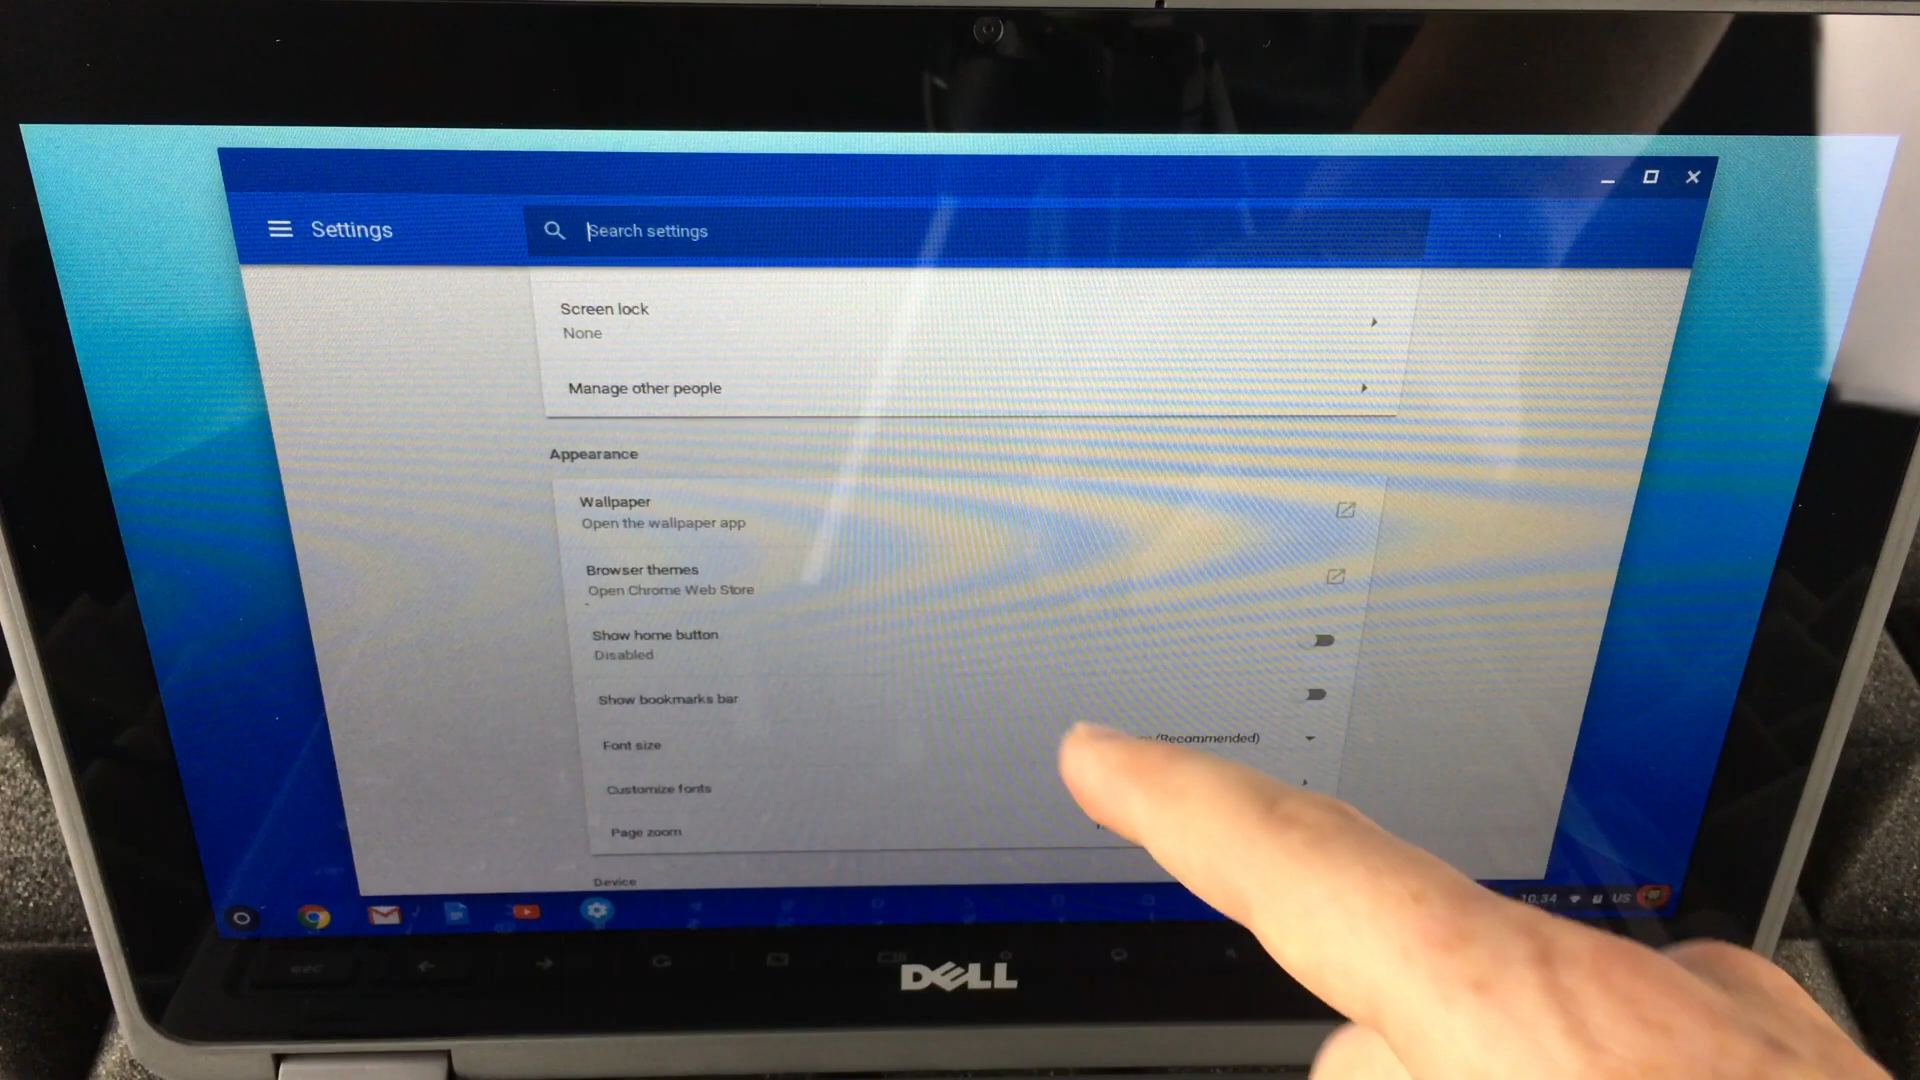 Settings
Search settings
Screen lock
None
Manage other people
Appearance
Wallpaper
Open the wallpaper app
Browser themes
Open Chrome Web Store
Show home button
Disabled
Show bookmarks bar
Font size
(Recommended)
Customize fonts
Page zoom
Device
10:34
US
esc
DELL